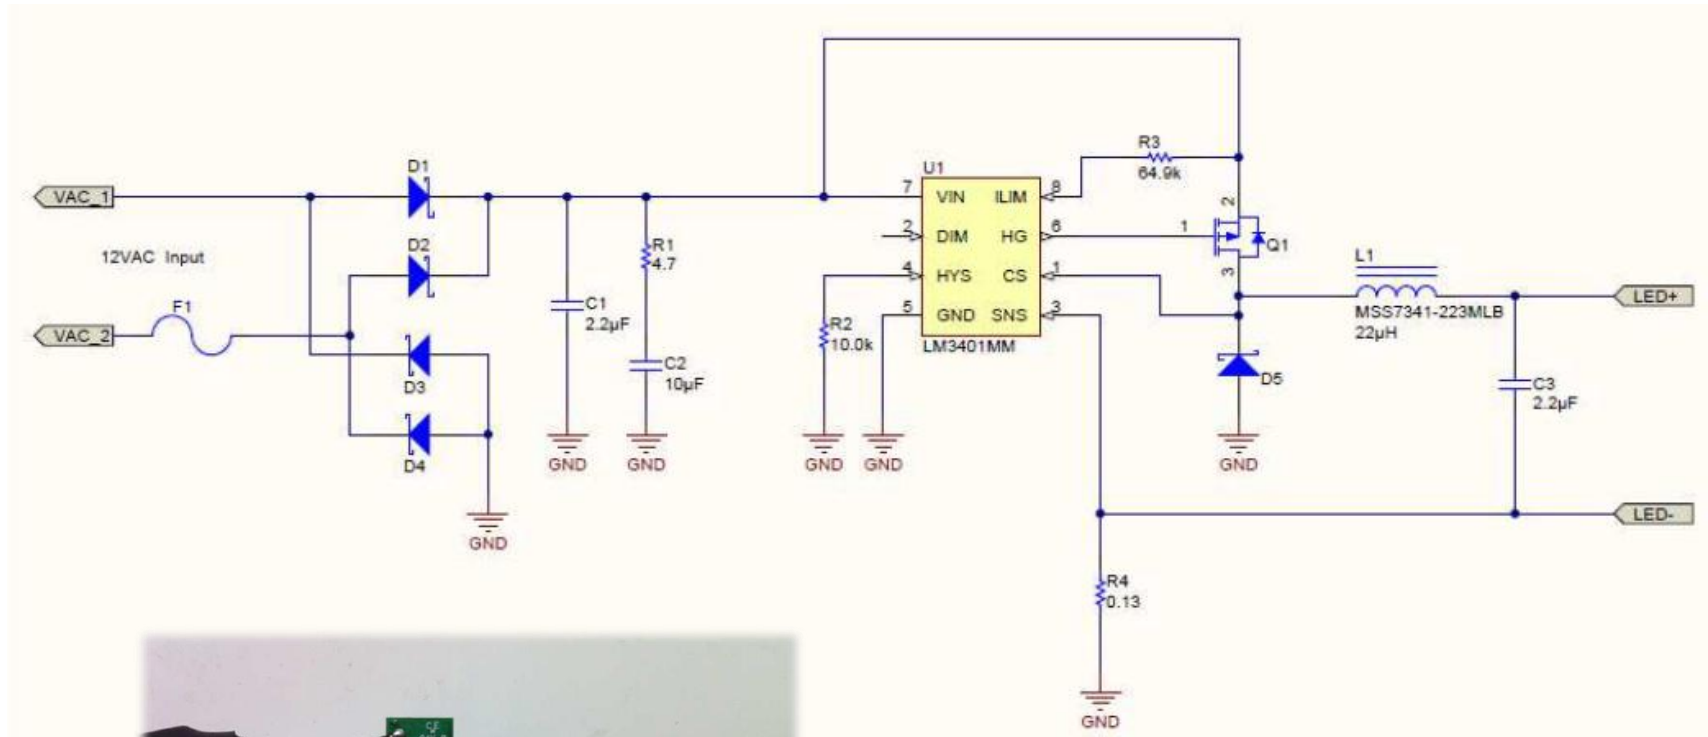 VAC_1
12VAC Input
F1
VAC_2
D1
D2
D3
D4
GND
C1
2.2µF
GND
R1
4.7
C2
10µF
GND
R2
10.0k
GND
GND
U1
7 VIN ILIM 8
2 DIM HG 6
4 HYS CS 1
5 GND SNS 3
LM3401MM
R3
64.9k
2
1
Q1
3
D5
GND
L1
MSS7341-223MLB
22µH
LED+
C3
2.2µF
LED-
R4
0.13
GND